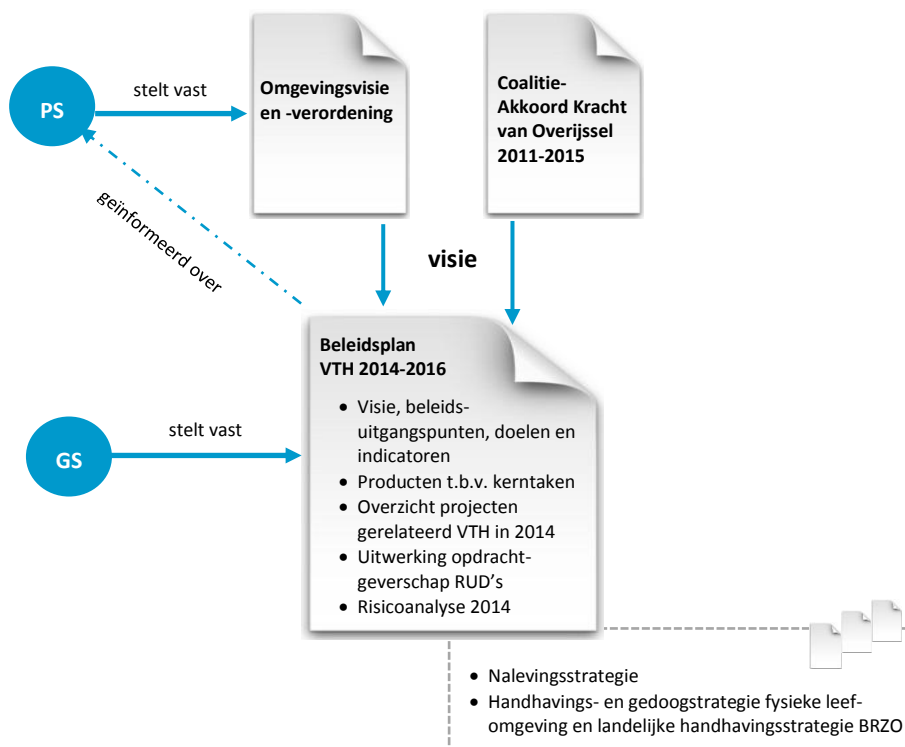 PS
stelt vast
Omgevingsvisie
en -verordening
Coalitie-
Akkoord Kracht
van Overijssel
2011-2015
geïnformeerd over
visie
Beleidsplan
VTH 2014-2016
• Visie, beleids-
uitgangspunten, doelen en
indicatoren
• Producten t.b.v. kerntaken
• Overzicht projecten
gerelateerd VTH in 2014
• Uitwerking opdracht-
geverschap RUD’s
• Risicoanalyse 2014
GS
stelt vast
• Nalevingsstrategie
• Handhavings- en gedoogstrategie fysieke leef-
omgeving en landelijke handhavingsstrategie BRZO